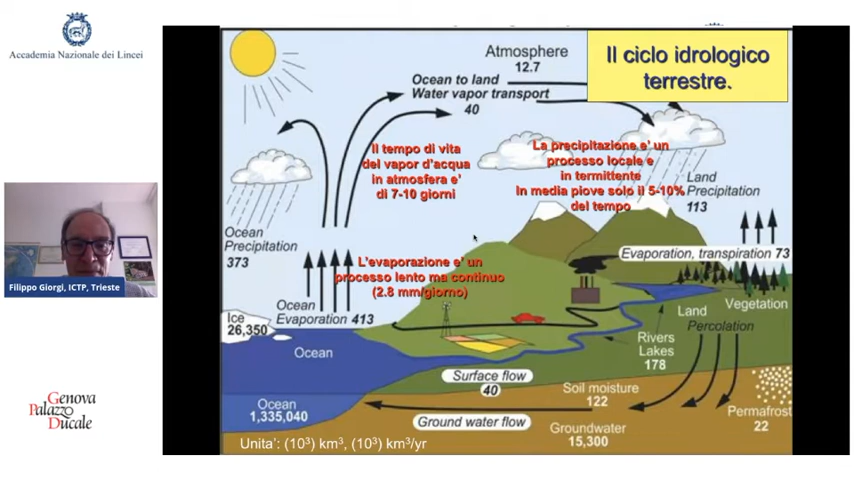 Accademia Nazionale dei Lincei
Il ciclo idrologico
terrestre.
Atmosphere
12.7
Ocean to land
Water vapor transport
40
Il tempo di vita
del vapor d'acqua
in atmosfera e'
di 7-10 giorni
La precipitazione e' un
processo locale e
in termittente
In media piove solo il 5-10%
del tempo
Land
Precipitation
113
Ocean
Precipitation
373
Evaporation, transpiration 73
L'evaporazione e' un
processo lento ma continuo
(2.8 mm/giorno)
Filippo Giorgi, ICTP, Trieste
Ocean
Evaporation 413
Ice
26,350
Vegetation
Land
Percolation
Rivers
Lakes
178
Ocean
Surface flow
40
Soil moisture
122
Permafrost
22
Ocean
1,335,040
Ground water flow
Groundwater
15,300
Unita': (10³) km³, (10³) km³/yr
Genova
Palazzo
Ducale